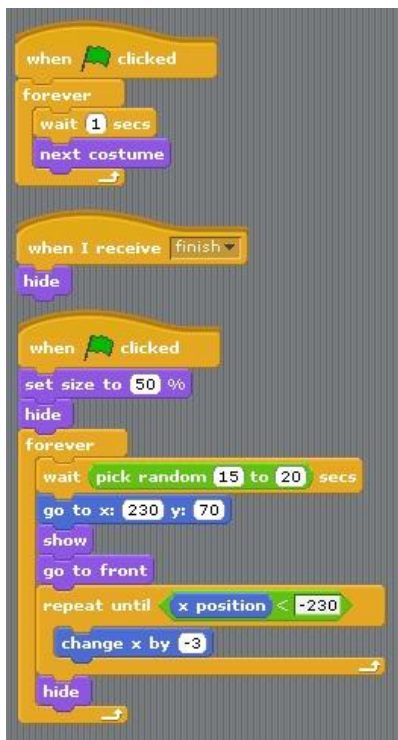 when clicked
forever
wait 1 secs
next costume
when I receive finish
hide
when clicked
set size to 50 %
hide
forever
wait pick random 15 to 20 secs
go to x: 230 y: 70
show
go to front
repeat until x position < -230
change x by -3
hide